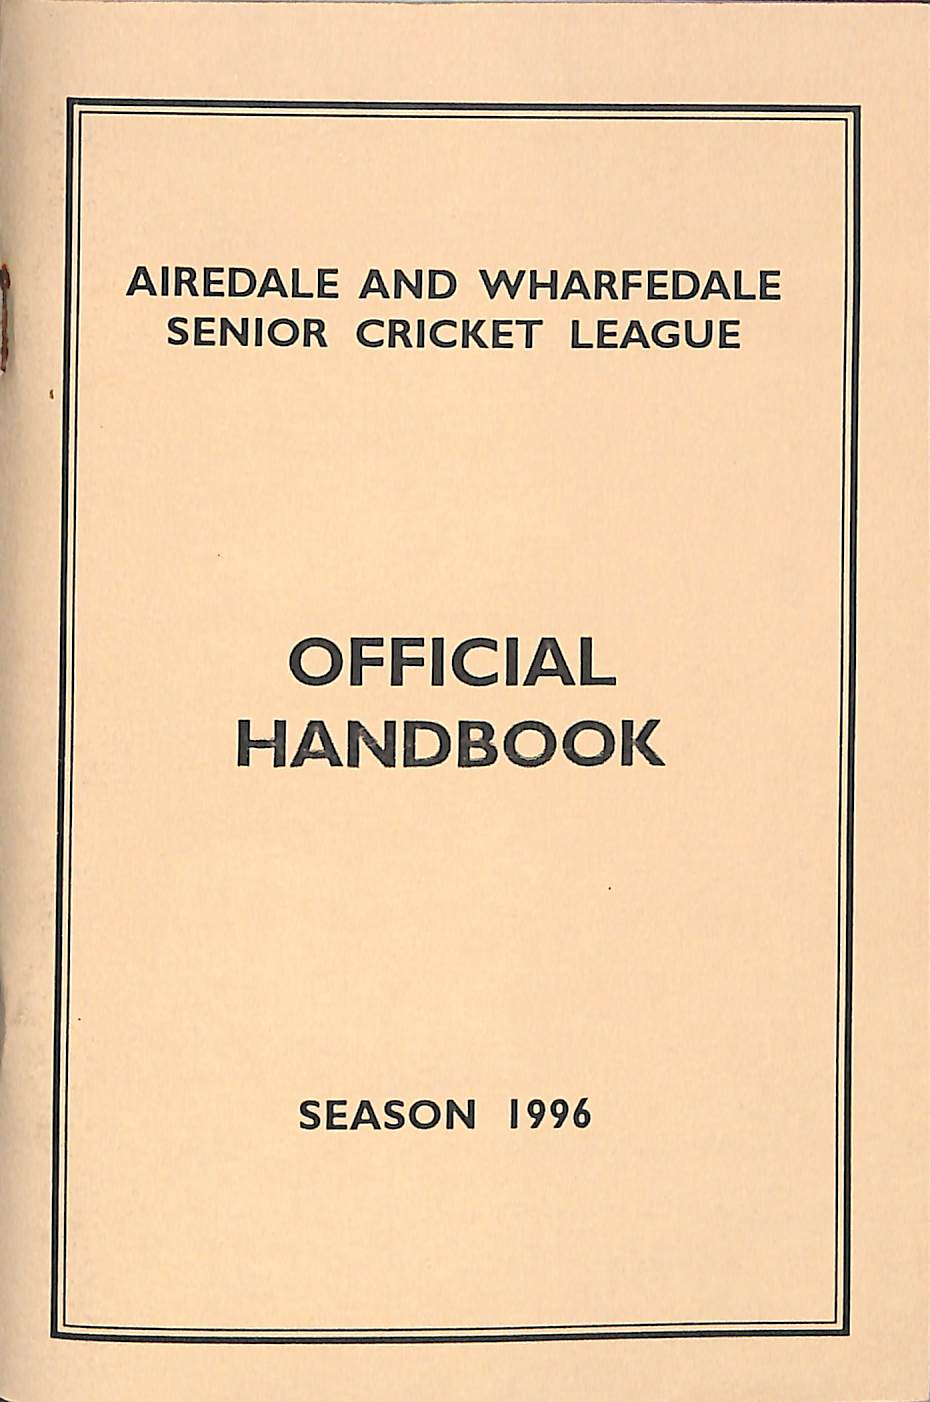 AIREDALE AND WHARFEDALE
SENIOR CRICKET LEAGUE
OFFICIAL
HANDBOOK
SEASON 1996